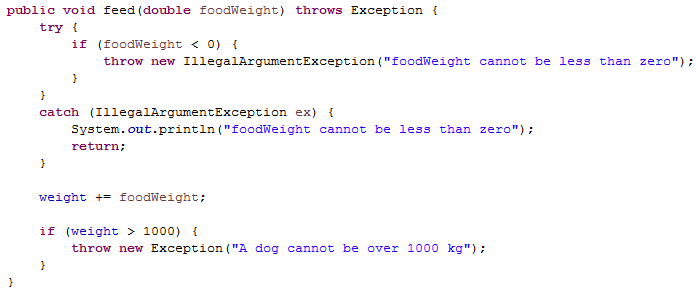 public void feed(double foodWeight) throws Exception {
    try {
        if (foodWeight < 0) {
            throw new IllegalArgumentException("foodWeight cannot be less than zero");
        }
    }
    catch (IllegalArgumentException ex) {
        System.out.println("foodWeight cannot be less than zero");
        return;
    }

    weight += foodWeight;

    if (weight > 1000) {
        throw new Exception("A dog cannot be over 1000 kg");
    }
}